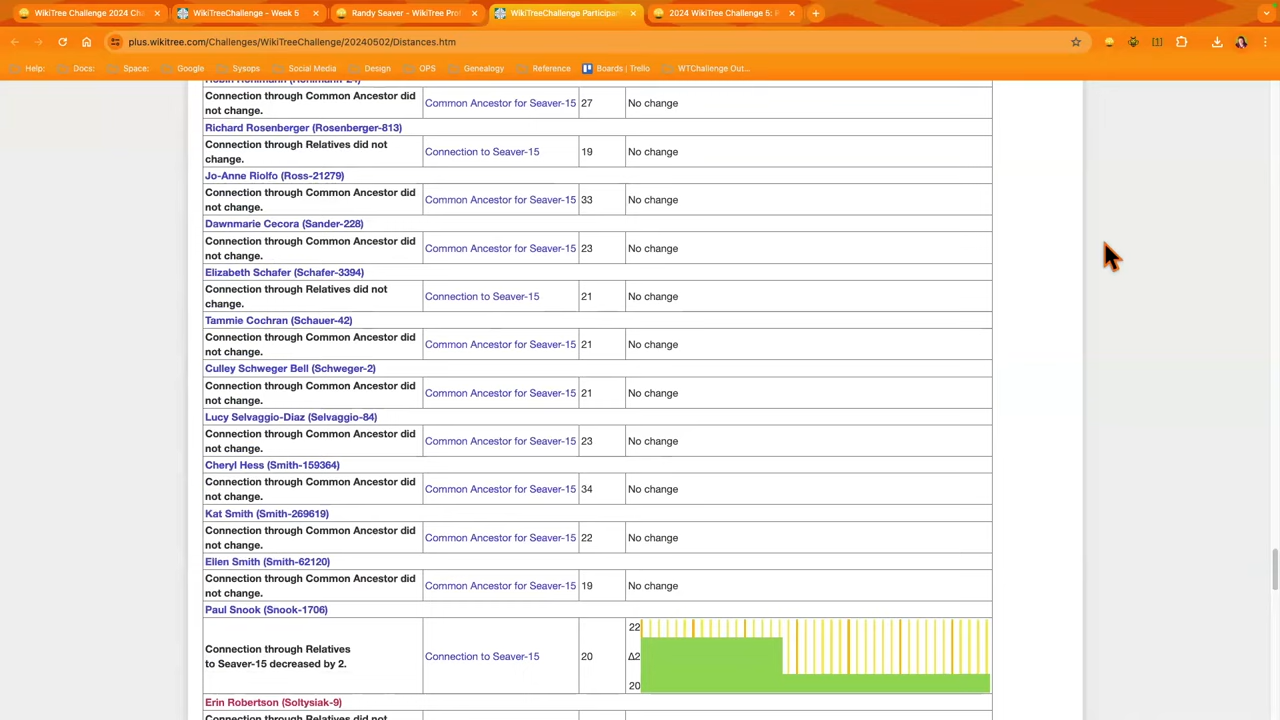 WikiTree Challenge 2024 Cha
WikiTreeChallenge - Week 5
Randy Seaver - WikiTree Pro
WikiTreeChallenge Participa
2024 WikiTree Challenge 5: R
plus.wikitree.com/Challenges/WikiTreeChallenge/20240502/Distances.htm
Help: Docs: Space: Google Sysops Social Media Design OPS Genealogy Reference Boards | Trello WTChallenge Out...
Connection through Common Ancestor did
not change.
Common Ancestor for Seaver-15 27 No change
Richard Rosenberger (Rosenberger-813)
Connection through Relatives did not
change.
Connection to Seaver-15 19 No change
Jo-Anne Riolfo (Ross-21279)
Connection through Common Ancestor did
not change.
Common Ancestor for Seaver-15 33 No change
Dawnmarie Cecora (Sander-228)
Connection through Common Ancestor did
not change.
Common Ancestor for Seaver-15 23 No change
Elizabeth Schafer (Schafer-3394)
Connection through Relatives did not
change.
Connection to Seaver-15 21 No change
Tammie Cochran (Schauer-42)
Connection through Common Ancestor did
not change.
Common Ancestor for Seaver-15 21 No change
Culley Schweger Bell (Schweger-2)
Connection through Common Ancestor did
not change.
Common Ancestor for Seaver-15 21 No change
Lucy Selvaggio-Diaz (Selvaggio-84)
Connection through Common Ancestor did
not change.
Common Ancestor for Seaver-15 23 No change
Cheryl Hess (Smith-159364)
Connection through Common Ancestor did
not change.
Common Ancestor for Seaver-15 34 No change
Kat Smith (Smith-269619)
Connection through Common Ancestor did
not change.
Common Ancestor for Seaver-15 22 No change
Ellen Smith (Smith-62120)
Connection through Common Ancestor did
not change.
Common Ancestor for Seaver-15 19 No change
Paul Snook (Snook-1706)
Connection through Relatives
to Seaver-15 decreased by 2.
Connection to Seaver-15 20
22
Δ2
20
Erin Robertson (Soltysiak-9)
Connection through Relatives did not